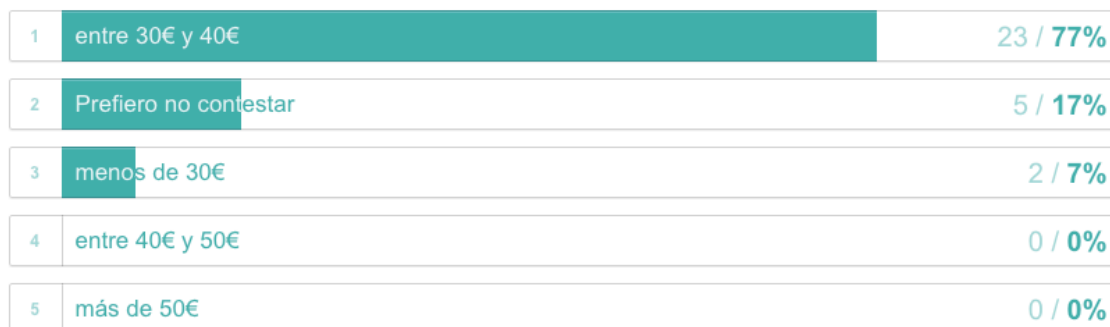 1 entre 30€ y 40€ 23 / 77%
2 Prefiero no contestar 5 / 17%
3 menos de 30€ 2 / 7%
4 entre 40€ y 50€ 0 / 0%
5 más de 50€ 0 / 0%